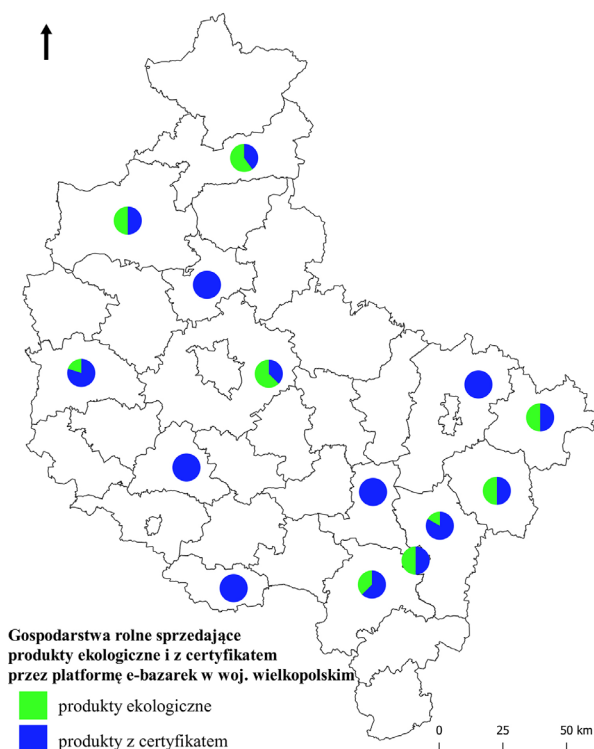 Gospodarstwa rolne sprzedające
produkty ekologiczne i z certyfikatem
przez platformę e-bazarek w woj. wielkopolskim
produkty ekologiczne
produkty z certyfikatem
0 25 50 km